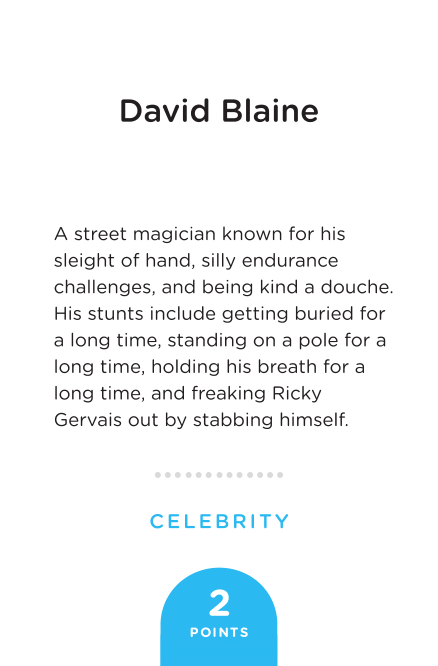 David Blaine
A street magician known for his
sleight of hand, silly endurance
challenges, and being kind a douche.
His stunts include getting buried for
a long time, standing on a pole for a
long time, holding his breath for a
long time, and freaking Ricky
Gervais out by stabbing himself.
CELEBRITY
2
POINTS